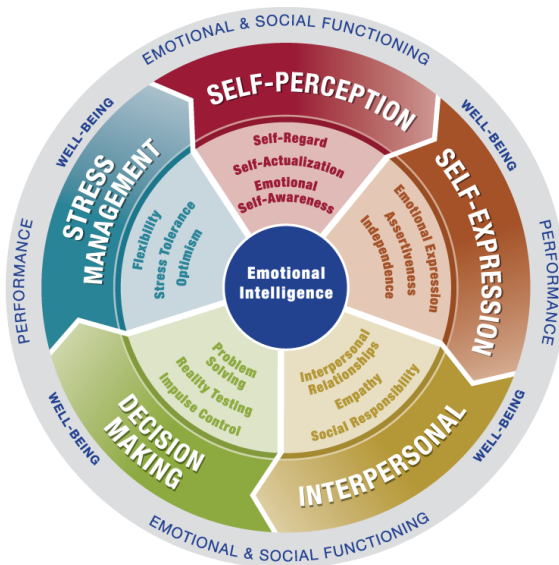 EMOTIONAL & SOCIAL FUNCTIONING
WELL-BEING
WELL-BEING
PERFORMANCE
PERFORMANCE
SELF-PERCEPTION
Self-Regard
Self-Actualization
Emotional
Self-Awareness
SELF-EXPRESSION
Emotional Expression
Assertiveness
Independence
STRESS
MANAGEMENT
Flexibility
Stress Tolerance
Optimism
Emotional
Intelligence
INTERPERSONAL
Interpersonal
Relationships
Empathy
Social Responsibility
DECISION
MAKING
Problem
Solving
Reality Testing
Impulse Control
WELL-BEING
WELL-BEING
EMOTIONAL & SOCIAL FUNCTIONING